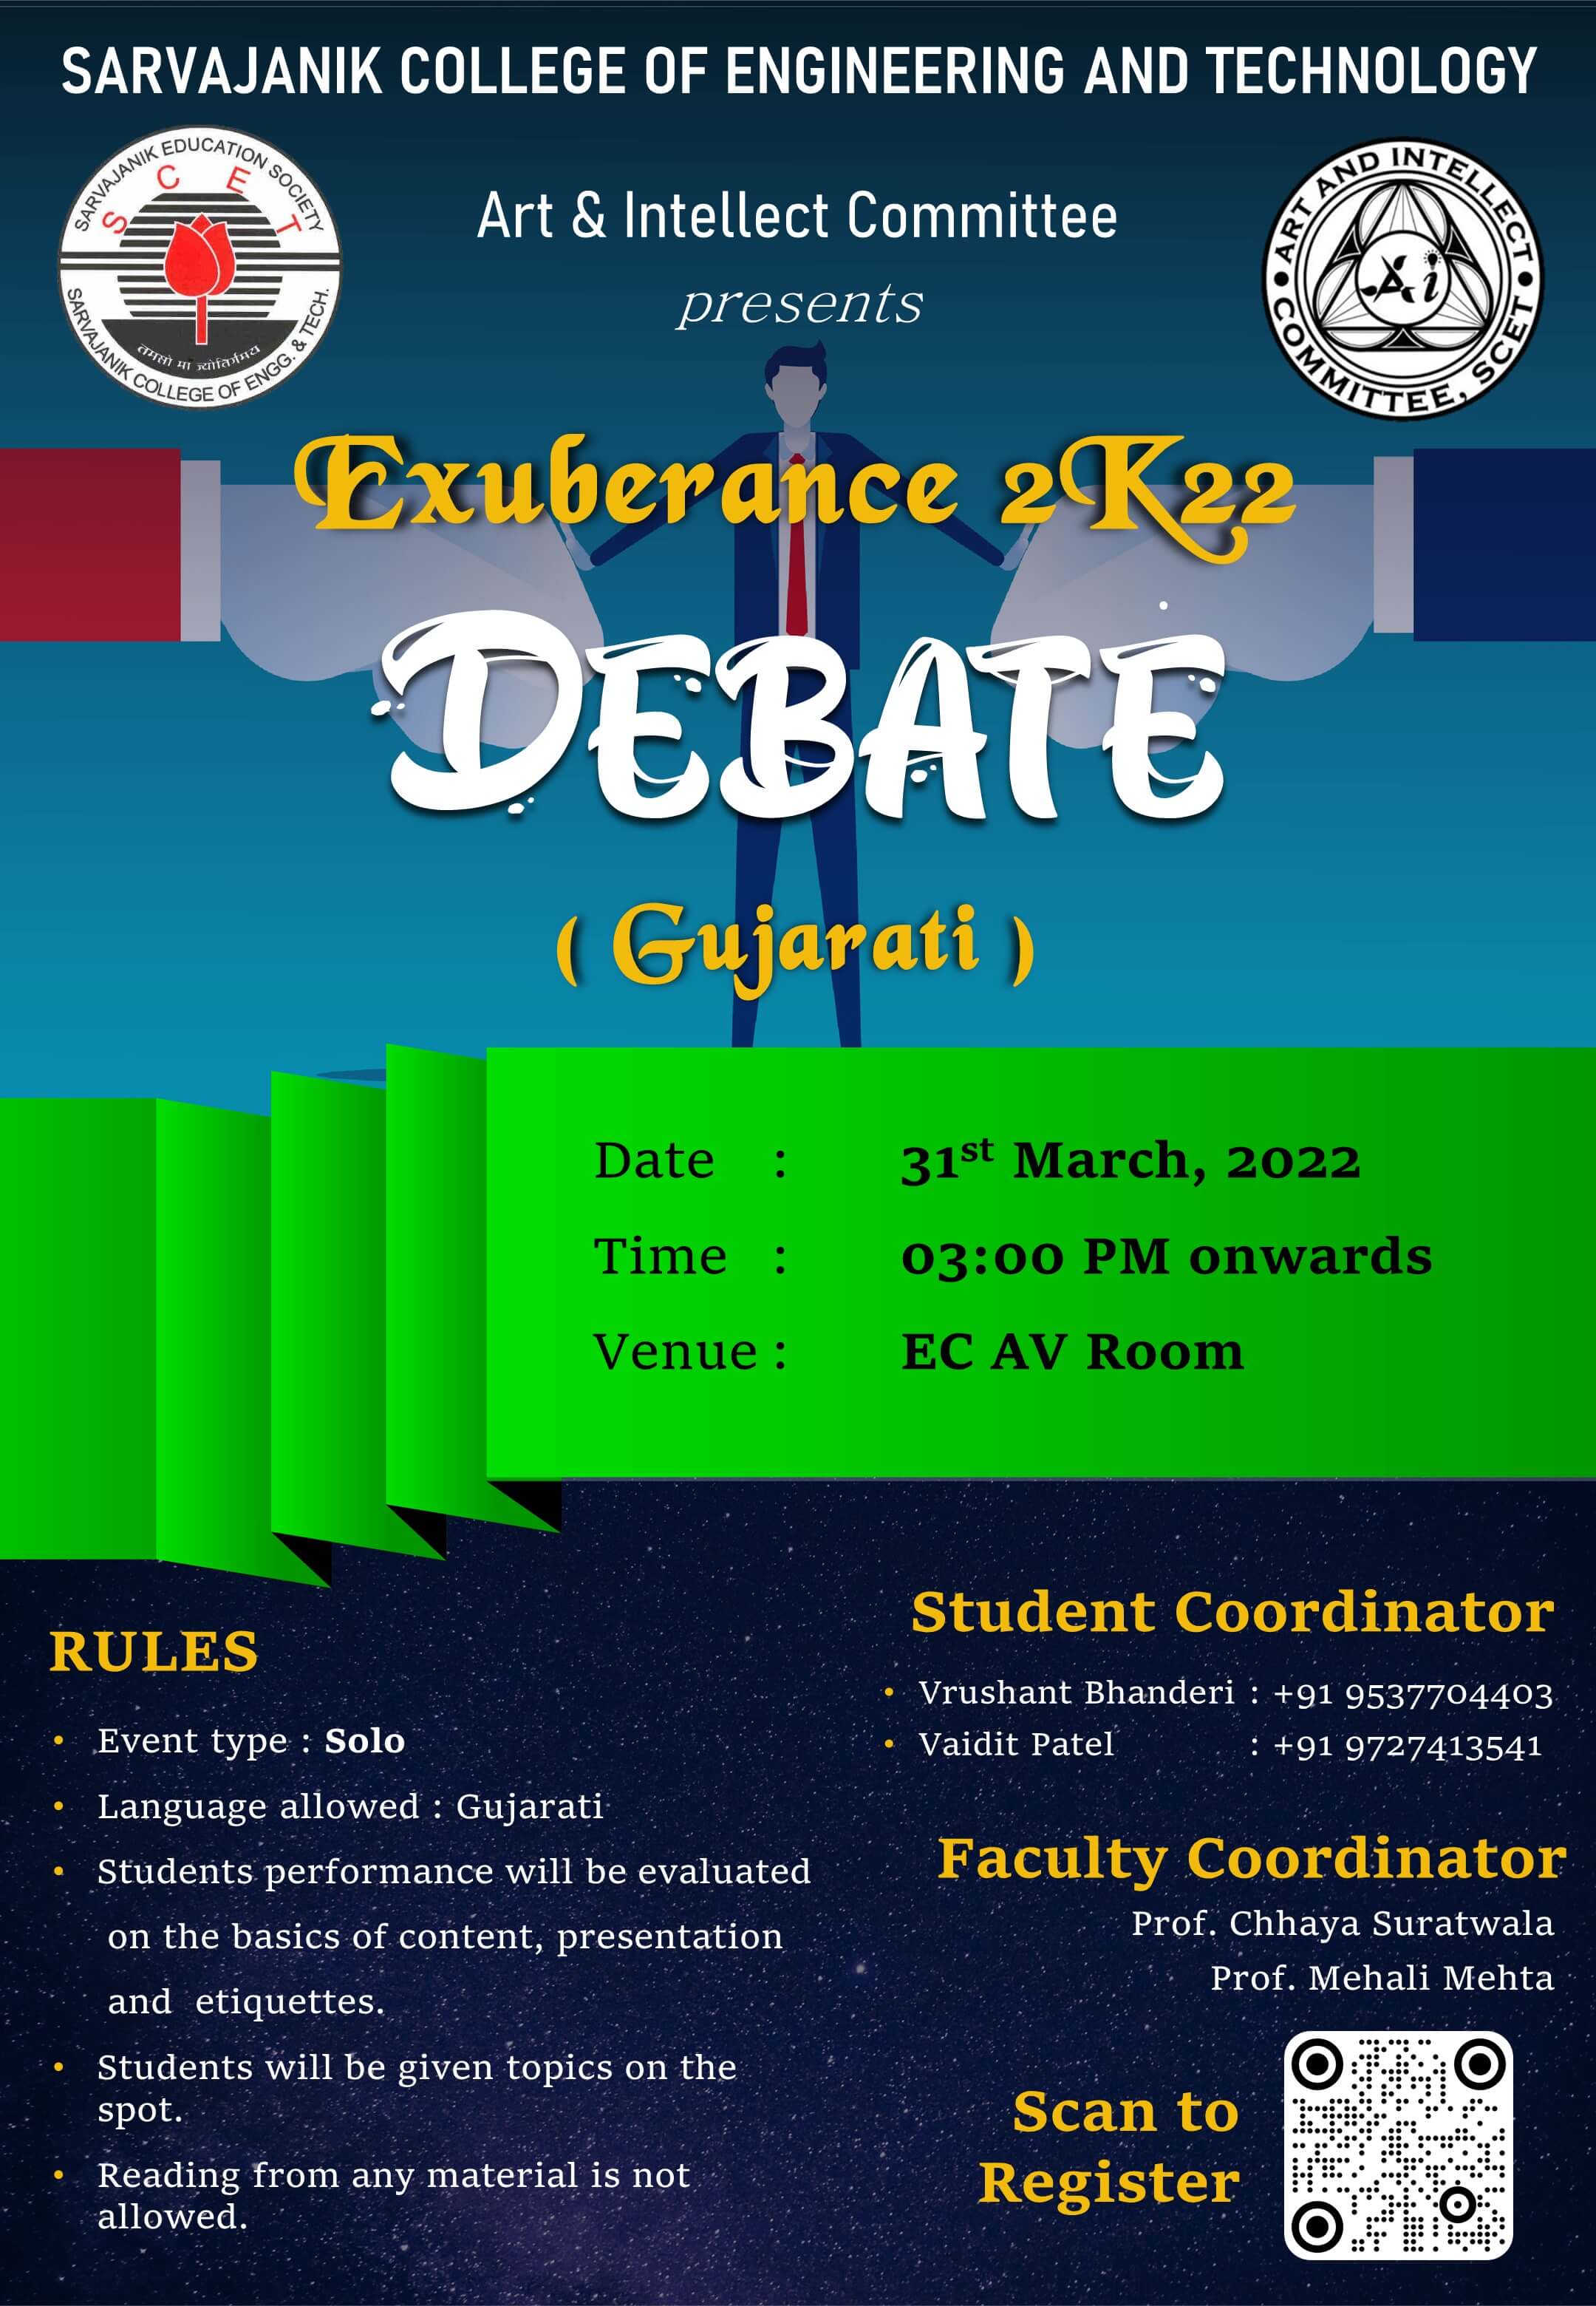 SARVAJANIK COLLEGE OF ENGINEERING AND TECHNOLOGY
SARVAJANIK EDUCATION SOCIETY
S C E T
तमसो मा ज्योतिर्गमय
SARVAJANIK COLLEGE OF ENGG. & TECH.
Art & Intellect Committee
presents
ART AND INTELLECT
Ai
COMMITTEE, SCET
Exuberance 2K22
DEBATE
( Gujarati )
Date : 31st March, 2022
Time : 03:00 PM onwards
Venue : EC AV Room
RULES
• Event type : Solo
• Language allowed : Gujarati
• Students performance will be evaluated
on the basics of content, presentation
and etiquettes.
• Students will be given topics on the
spot.
• Reading from any material is not
allowed.
Student Coordinator
• Vrushant Bhanderi : +91 9537704403
• Vaidit Patel : +91 9727413541
Faculty Coordinator
Prof. Chhaya Suratwala
Prof. Mehali Mehta
Scan to
Register